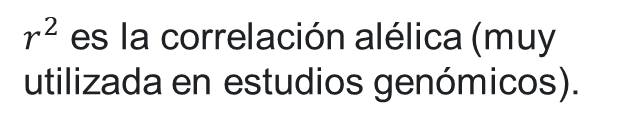 r² es la correlación alélica (muy
utilizada en estudios genómicos).